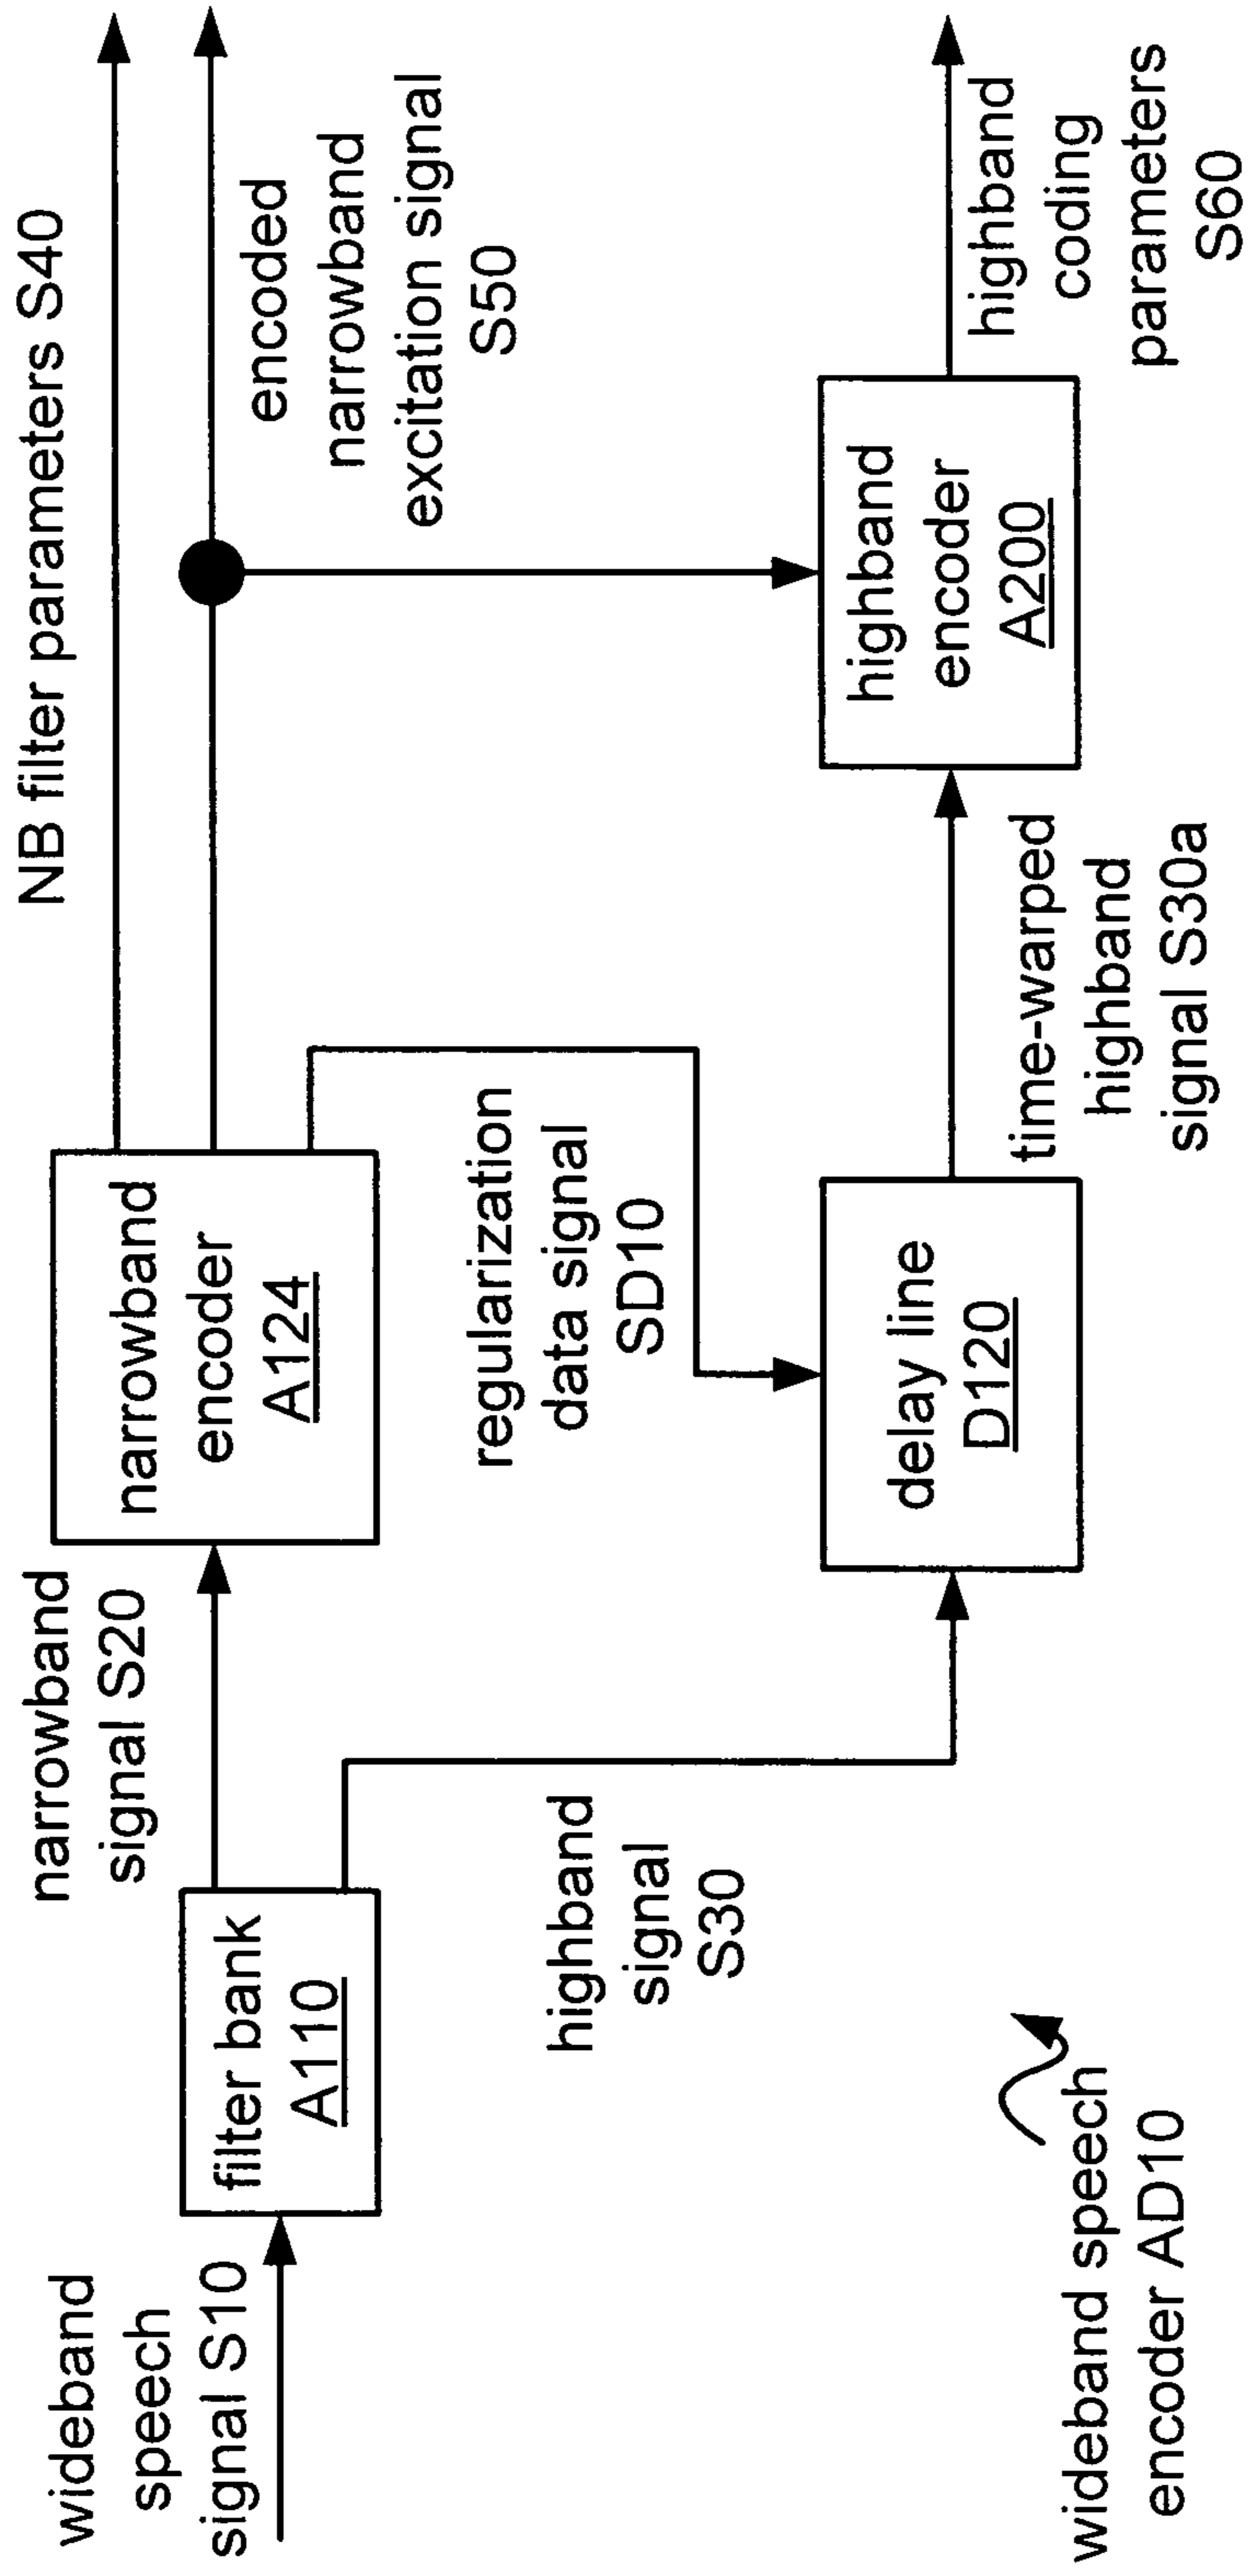 wideband
speech
signal S10
filter bank
A110
narrowband
signal S20
highband
signal
S30
narrowband
encoder
A124
regularization
data signal
SD10
delay line
D120
NB filter parameters S40
encoded
narrowband
excitation signal
S50
time-warped
highband
signal S30a
highband
encoder
A200
highband
coding
parameters
S60
wideband speech
encoder AD10